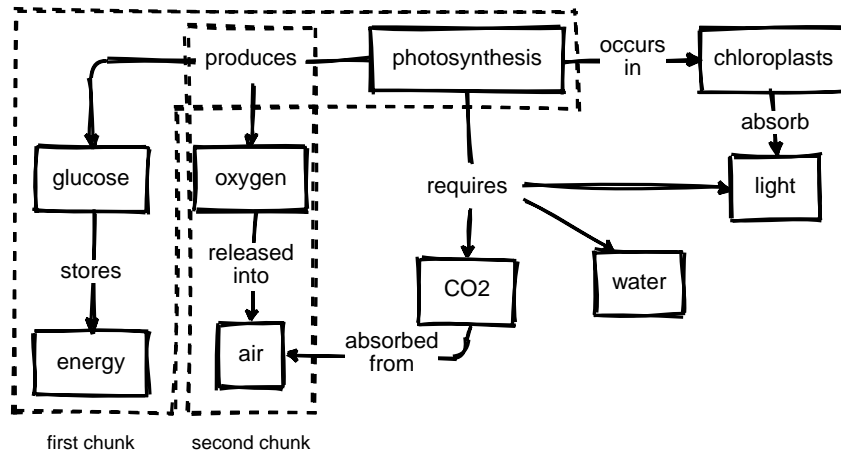 produces
photosynthesis
occurs
in
chloroplasts
absorb
glucose
oxygen
requires
light
stores
released
into
CO2
water
energy
air
absorbed
from
first chunk
second chunk